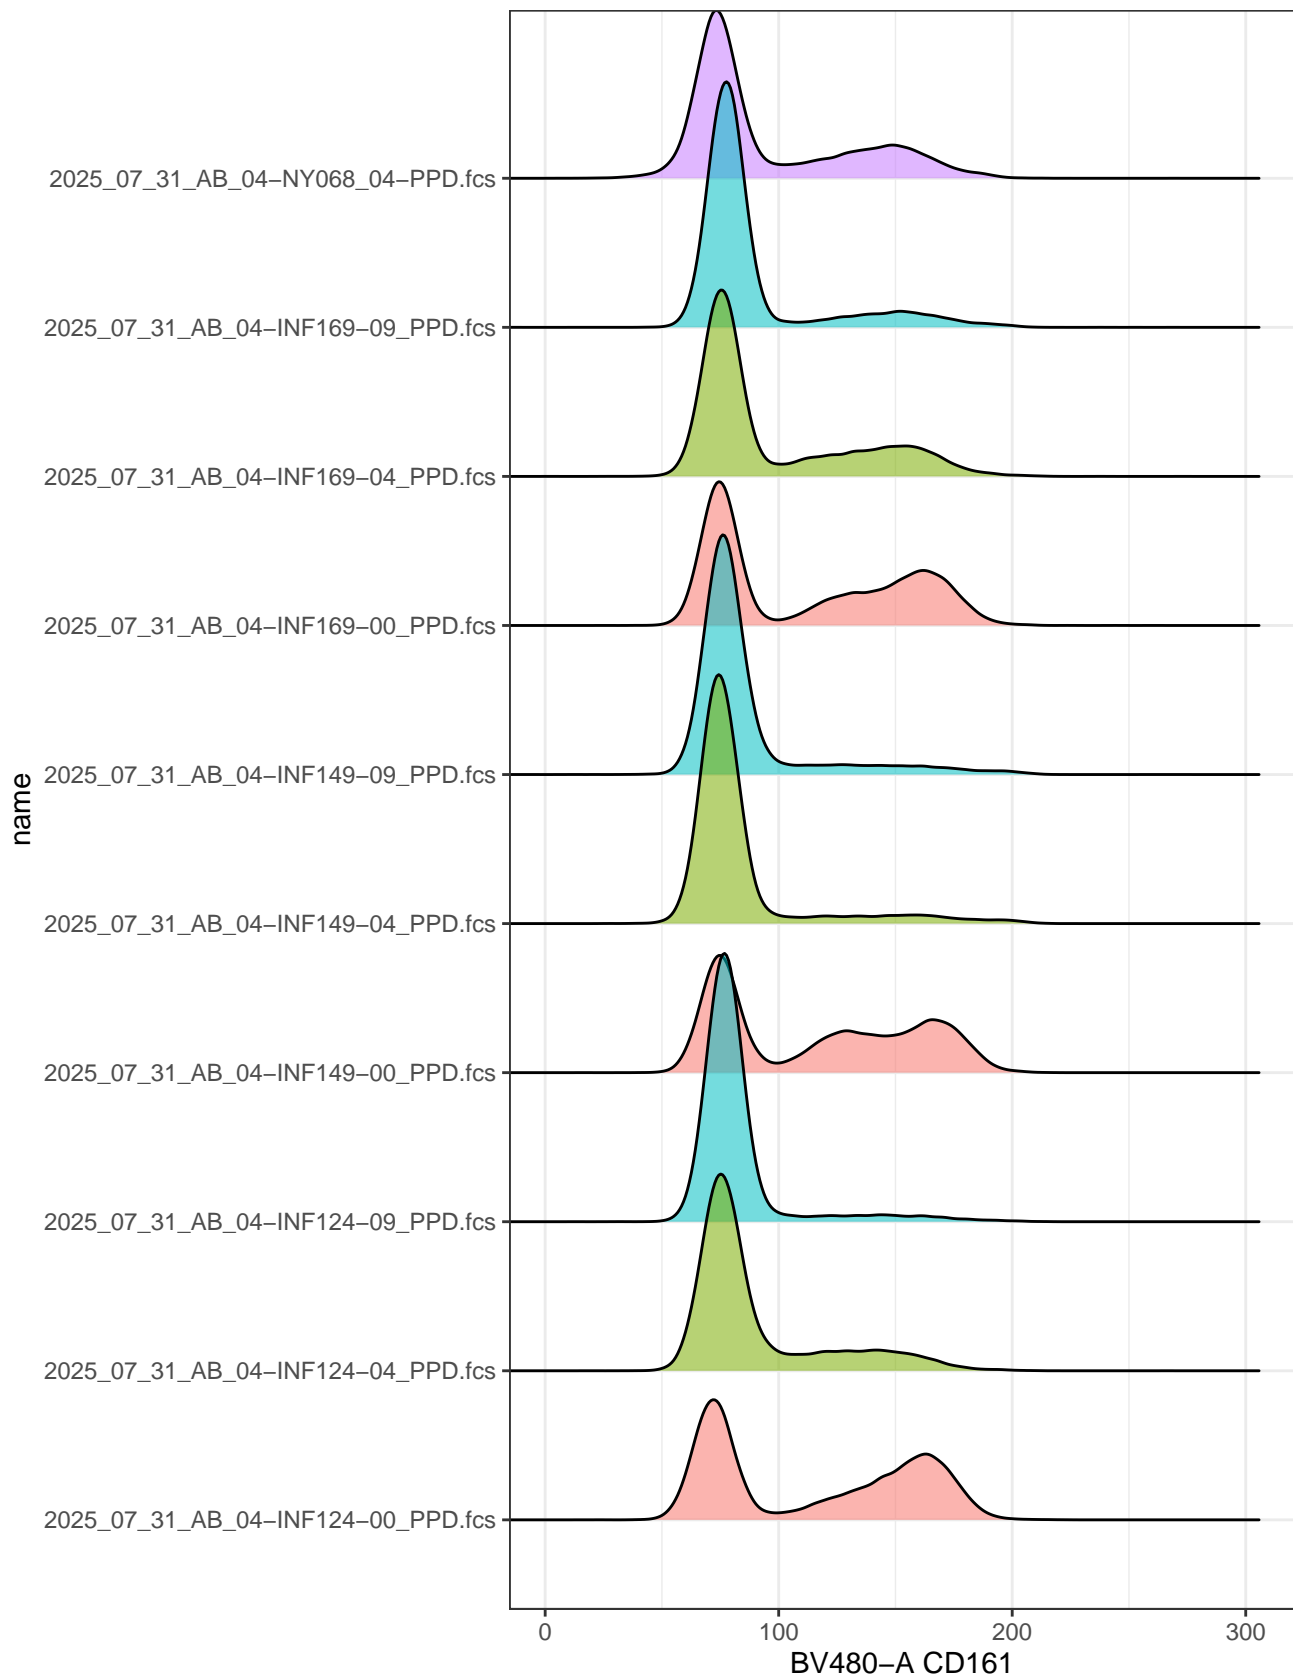 2025_07_31_AB_04−NY068_04−PPD.fcs
2025_07_31_AB_04−INF169−09_PPD.fcs
2025_07_31_AB_04−INF169−04_PPD.fcs
2025_07_31_AB_04−INF169−00_PPD.fcs
2025_07_31_AB_04−INF149−09_PPD.fcs
name
2025_07_31_AB_04−INF149−04_PPD.fcs
2025_07_31_AB_04−INF149−00_PPD.fcs
2025_07_31_AB_04−INF124−09_PPD.fcs
2025_07_31_AB_04−INF124−04_PPD.fcs
2025_07_31_AB_04−INF124−00_PPD.fcs
0 100 200 300
BV480−A CD161